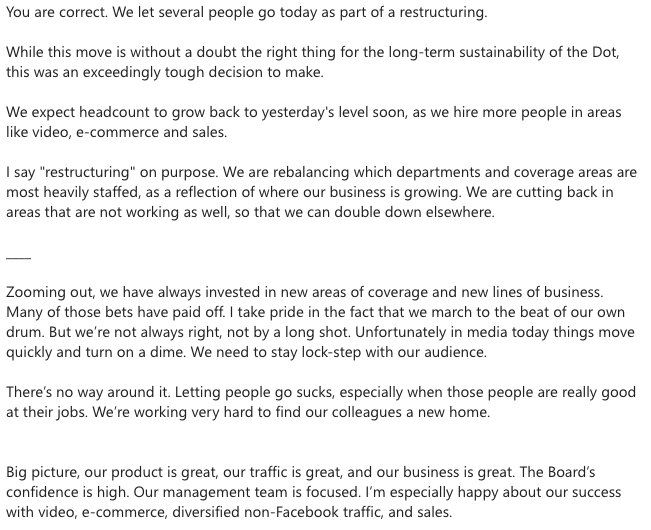 You are correct. We let several people go today as part of a restructuring.
While this move is without a doubt the right thing for the long-term sustainability of the Dot,
this was an exceedingly tough decision to make.
We expect headcount to grow back to yesterday's level soon, as we hire more people in areas
like video, e-commerce and sales.
I say "restructuring" on purpose. We are rebalancing which departments and coverage areas are
most heavily staffed, as a reflection of where our business is growing. We are cutting back in
areas that are not working as well, so that we can double down elsewhere.
___
Zooming out, we have always invested in new areas of coverage and new lines of business.
Many of those bets have paid off. I take pride in the fact that we march to the beat of our own
drum. But we’re not always right, not by a long shot. Unfortunately in media today things move
quickly and turn on a dime. We need to stay lock-step with our audience.
There’s no way around it. Letting people go sucks, especially when those people are really good
at their jobs. We’re working very hard to find our colleagues a new home.
Big picture, our product is great, our traffic is great, and our business is great. The Board’s
confidence is high. Our management team is focused. I’m especially happy about our success
with video, e-commerce, diversified non-Facebook traffic, and sales.